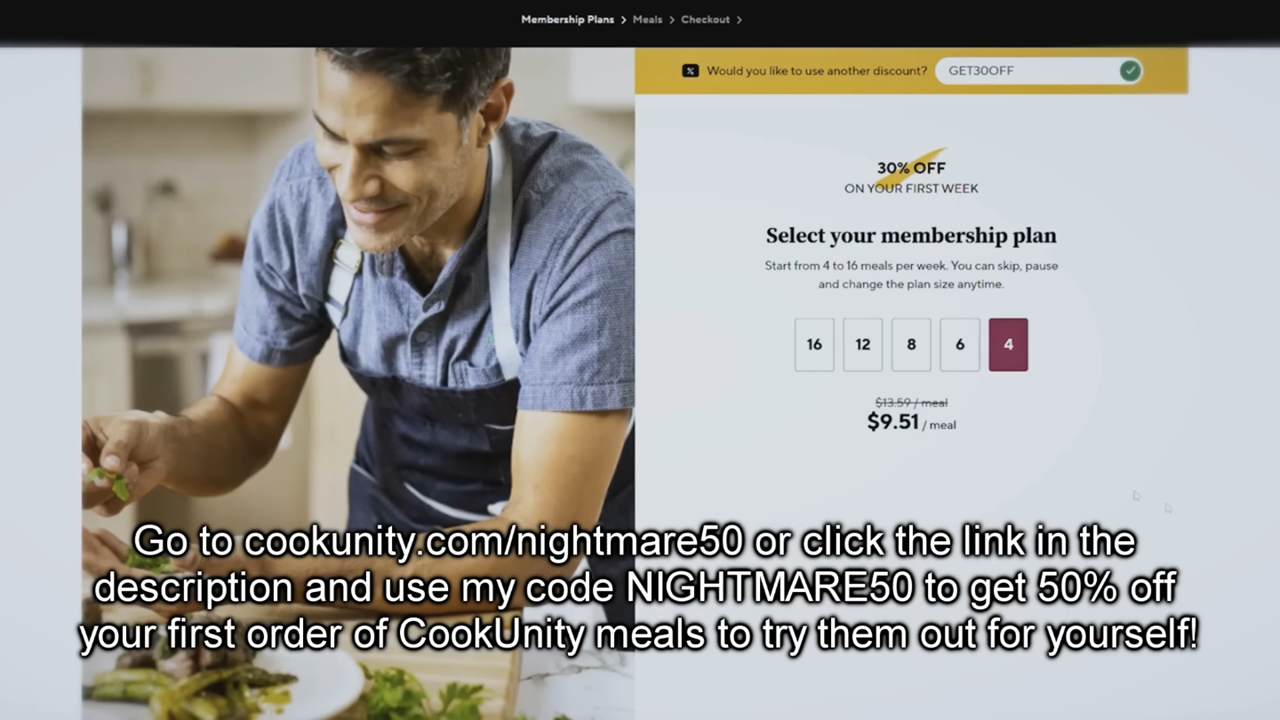 Membership Plans > Meals > Checkout >
% Would you like to use another discount? GET30OFF
30% OFF
ON YOUR FIRST WEEK
Select your membership plan
Start from 4 to 16 meals per week. You can skip, pause
and change the plan size anytime.
16 12 8 6 4
$13.59 / meal
$9.51 / meal
Go to cookunity.com/nightmare50 or click the link in the
description and use my code NIGHTMARE50 to get 50% off
your first order of CookUnity meals to try them out for yourself!